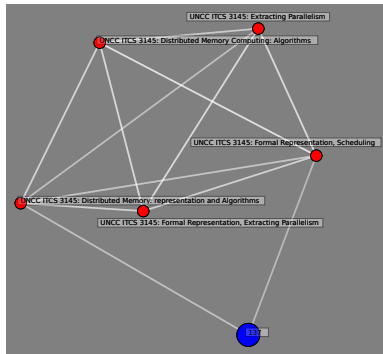 UNCC ITCS 3145: Extracting Parallelism
UNCC ITCS 3145: Distributed Memory Computing: Algorithms
UNCC ITCS 3145: Formal Representation, Scheduling
UNCC ITCS 3145: Distributed Memory: representation and Algorithms
UNCC ITCS 3145: Formal Representation, Extracting Parallelism